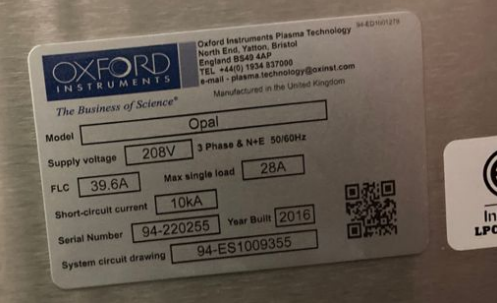 94-ED1001279
OXFORD
INSTRUMENTS
The Business of Science®
Oxford Instruments Plasma Technology
North End, Yatton, Bristol
England BS49 4AP
TEL +44(0) 1934 837000
e-mail - plasma.technology@oxinst.com
Manufactured in the United Kingdom
Model Opal
Supply voltage 208V 3 Phase & N+E 50/60Hz
FLC 39.6A Max single load 28A
Short-circuit current 10kA
Serial Number 94-220255 Year Built 2016
System circuit drawing 94-ES1009355